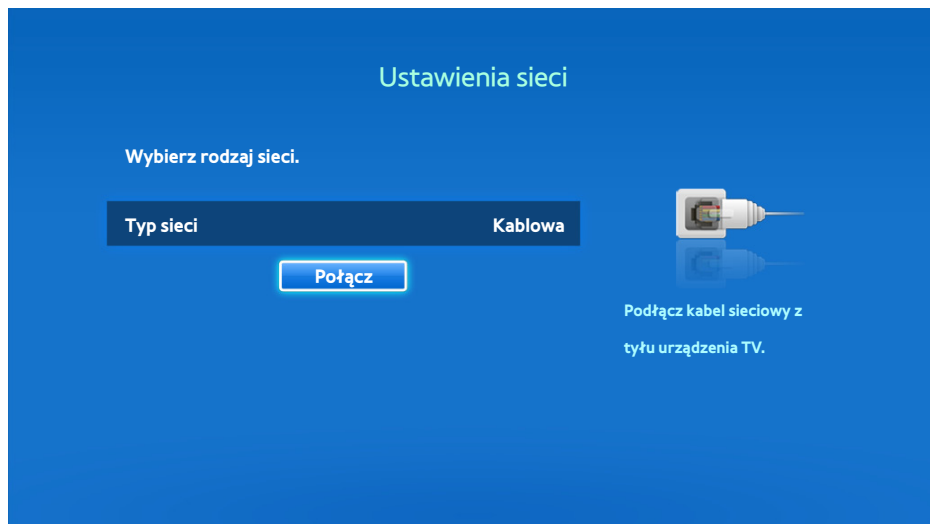 Ustawienia sieci
Wybierz rodzaj sieci.
Typ sieci Kablowa
Połącz
Podłącz kabel sieciowy z
tyłu urządzenia TV.